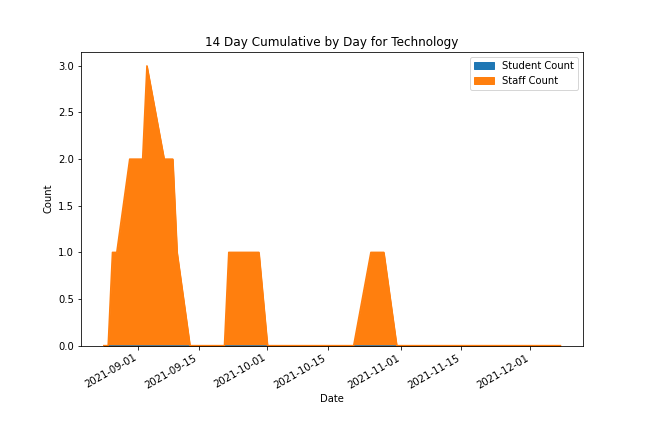 14 Day Cumulative by Day for Technology
Student Count
Staff Count
3.0
2.5
2.0
1.5
1.0
0.5
0.0
Count
2021-09-01
2021-09-15
2021-10-01
2021-10-15
2021-11-01
2021-11-15
2021-12-01
Date